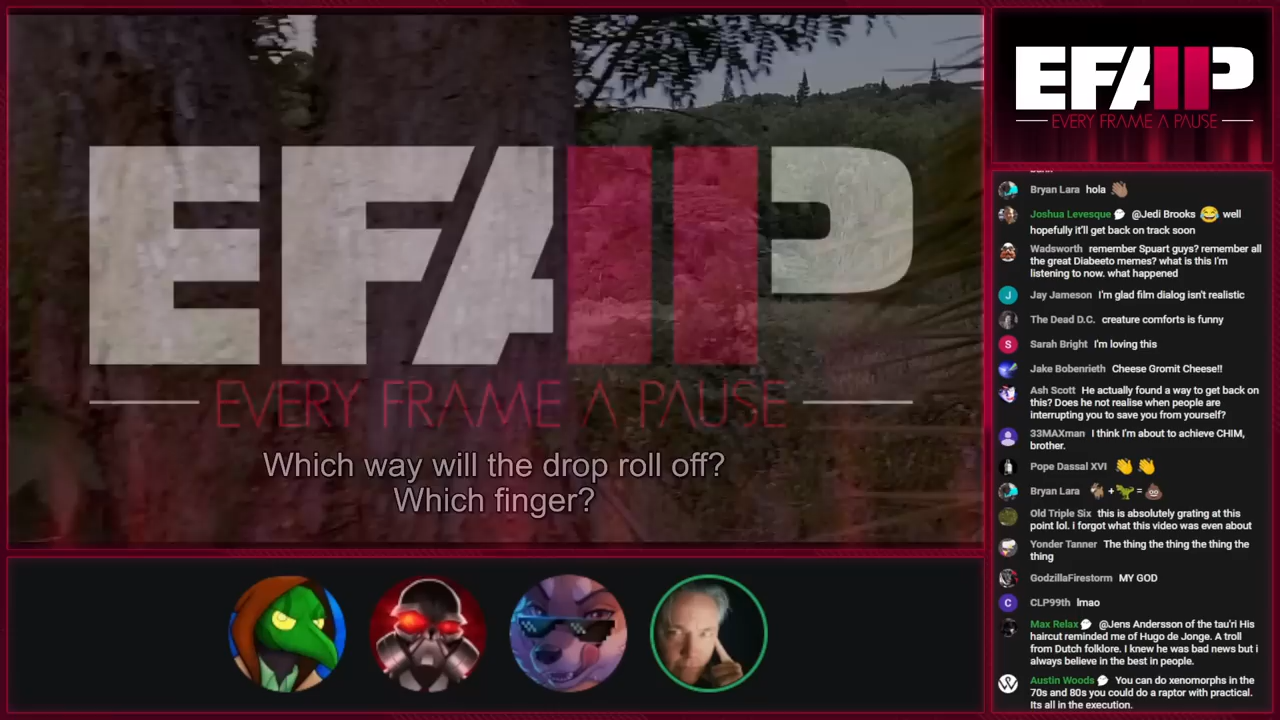 EFAP
EVERY FRAME A PAUSE
Which way will the drop roll off?
Which finger?
EFAP
EVERY FRAME A PAUSE
Bryan Lara hola
Joshua Levesque @Jedi Brooks well
hopefully it'll get back on track soon
Wadsworth remember Spuart guys? remember all
the great Diabeeto memes? what is this I'm
listening to now. what happened
J Jay Jameson I'm glad film dialog isn't realistic
The Dead D.C. creature comforts is funny
S Sarah Bright I'm loving this
Jake Bobenrieth Cheese Gromit Cheese!!
Ash Scott He actually found a way to get back on
this? Does he not realise when people are
interrupting you to save you from yourself?
33MAXman I think I'm about to achieve CHIM,
brother.
Pope Dassal XVI
Bryan Lara + =
Old Triple Six this is absolutely grating at this
point lol. i forgot what this video was even about
Yonder Tanner The thing the thing the thing the
thing
GodzillaFirestorm MY GOD
C CLP99th lmao
Max Relax @Jens Andersson of the tau'ri His
haircut reminded me of Hugo de Jonge. A troll
from Dutch folklore. I knew he was bad news but i
always believe in the best in people.
W Austin Woods You can do xenomorphs in the
70s and 80s you could do a raptor with practical.
Its all in the execution.